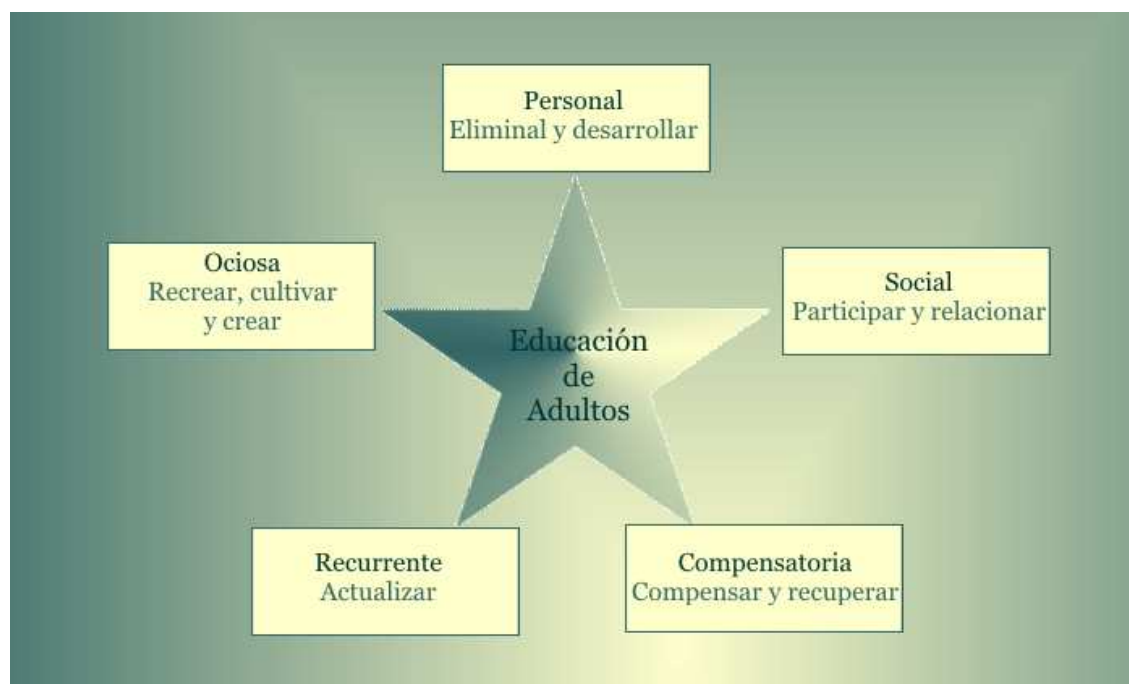 Personal
Eliminal y desarrollar
Ociosa
Recrear, cultivar
y crear
Social
Participar y relacionar
Educación
de
Adultos
Recurrente
Actualizar
Compensatoria
Compensar y recuperar